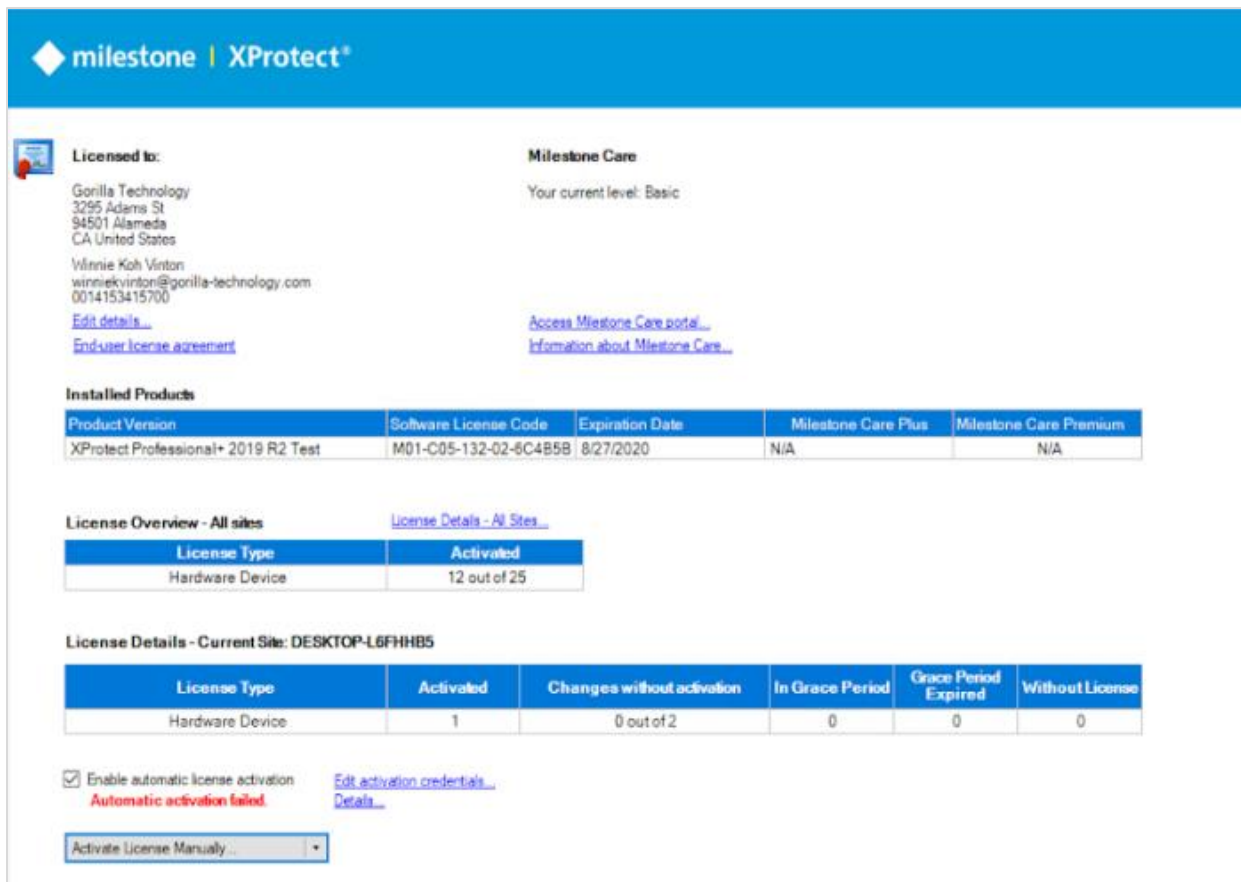 milestone | XProtect®
Licensed to:
Gorilla Technology
3295 Adams St
94501 Alameda
CA United States
Winnie Koh Vinton
winniekvinton@gorilla-technology.com
0014153415700
Edit details...
End-user license agreement
Milestone Care
Your current level: Basic
Access Milestone Care portal...
Information about Milestone Care...
Installed Products
Product Version Software License Code Expiration Date Milestone Care Plus Milestone Care Premium
XProtect Professional+ 2019 R2 Test M01-C05-132-02-6C4B5B 8/27/2020 N/A N/A
License Overview - All sites License Details - All Sites...
License Type Activated
Hardware Device 12 out of 25
License Details - Current Site: DESKTOP-L6FHHB5
License Type Activated Changes without activation In Grace Period Grace Period Expired Without License
Hardware Device 1 0 out of 2 0 0 0
Enable automatic license activation Edit activation credentials...
Automatic activation failed. Details...
Activate License Manually...